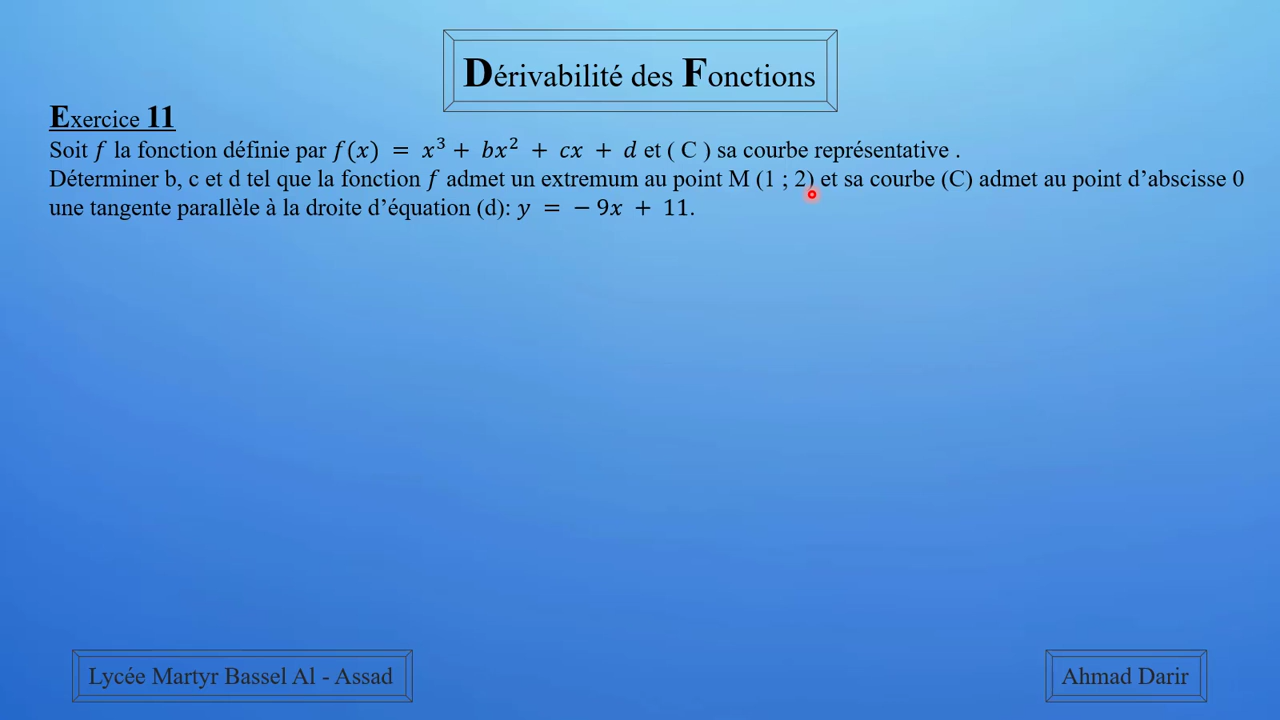 Dérivabilité des Fonctions
Exercice 11
Soit f la fonction définie par f(x) = x³ + bx² + cx + d et ( C ) sa courbe représentative .
Déterminer b, c et d tel que la fonction f admet un extremum au point M (1 ; 2) et sa courbe (C) admet au point d’abscisse 0
une tangente parallèle à la droite d’équation (d): y = − 9x + 11.
Lycée Martyr Bassel Al - Assad
Ahmad Darir